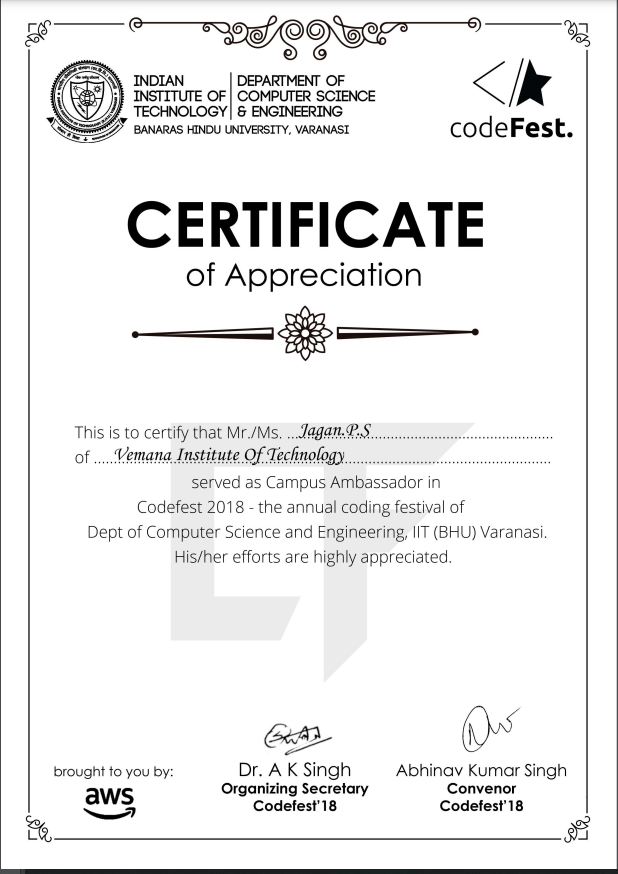 INDIAN
INSTITUTE OF
TECHNOLOGY
DEPARTMENT OF
COMPUTER SCIENCE
& ENGINEERING
BANARAS HINDU UNIVERSITY, VARANASI
codeFest.
CERTIFICATE
of Appreciation
This is to certify that Mr./Ms. ...Jagan.P.S
of ....Vemana Institute Of Technology
served as Campus Ambassador in
Codefest 2018 - the annual coding festival of
Dept of Computer Science and Engineering, IIT (BHU) Varanasi.
His/her efforts are highly appreciated.
brought to you by:
aws
Dr. A K Singh
Organizing Secretary
Codefest'18
Abhinav Kumar Singh
Convenor
Codefest'18